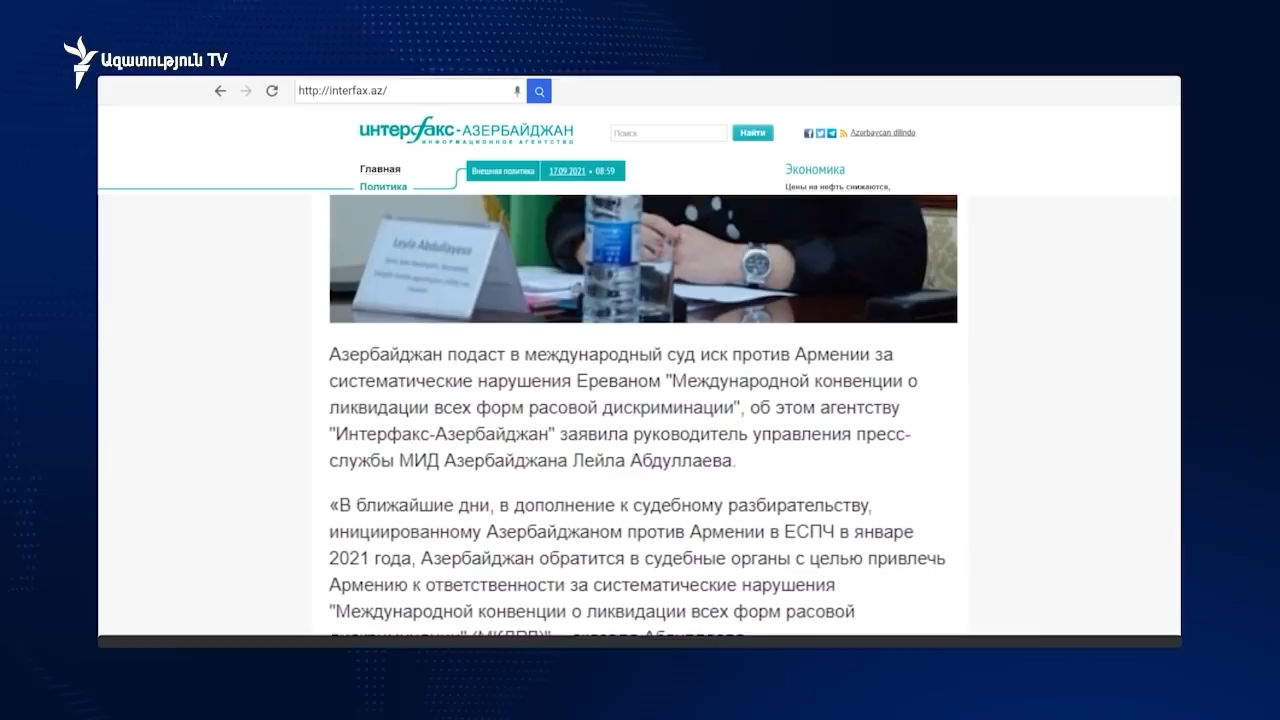 Ազատություն TV
http://interfax.az/
интерфакс-АЗЕРБАЙДЖАН
ИНФОРМАЦИОННОЕ АГЕНТСТВО
Поиск
Найти
Azərbaycan dilində
Главная
Политика
Внешняя политика
17.09.2021 • 08:59
Экономика
Цены на нефть снижаются,
Leyla Abdullayeva
Азербайджан подаст в международный суд иск против Армении за
систематические нарушения Ереваном "Международной конвенции о
ликвидации всех форм расовой дискриминации", об этом агентству
"Интерфакс-Азербайджан" заявила руководитель управления пресс-
службы МИД Азербайджана Лейла Абдуллаева.
«В ближайшие дни, в дополнение к судебному разбирательству,
инициированному Азербайджаном против Армении в ЕСПЧ в январе
2021 года, Азербайджан обратится в судебные органы с целью привлечь
Армению к ответственности за систематические нарушения
"Международной конвенции о ликвидации всех форм расовой